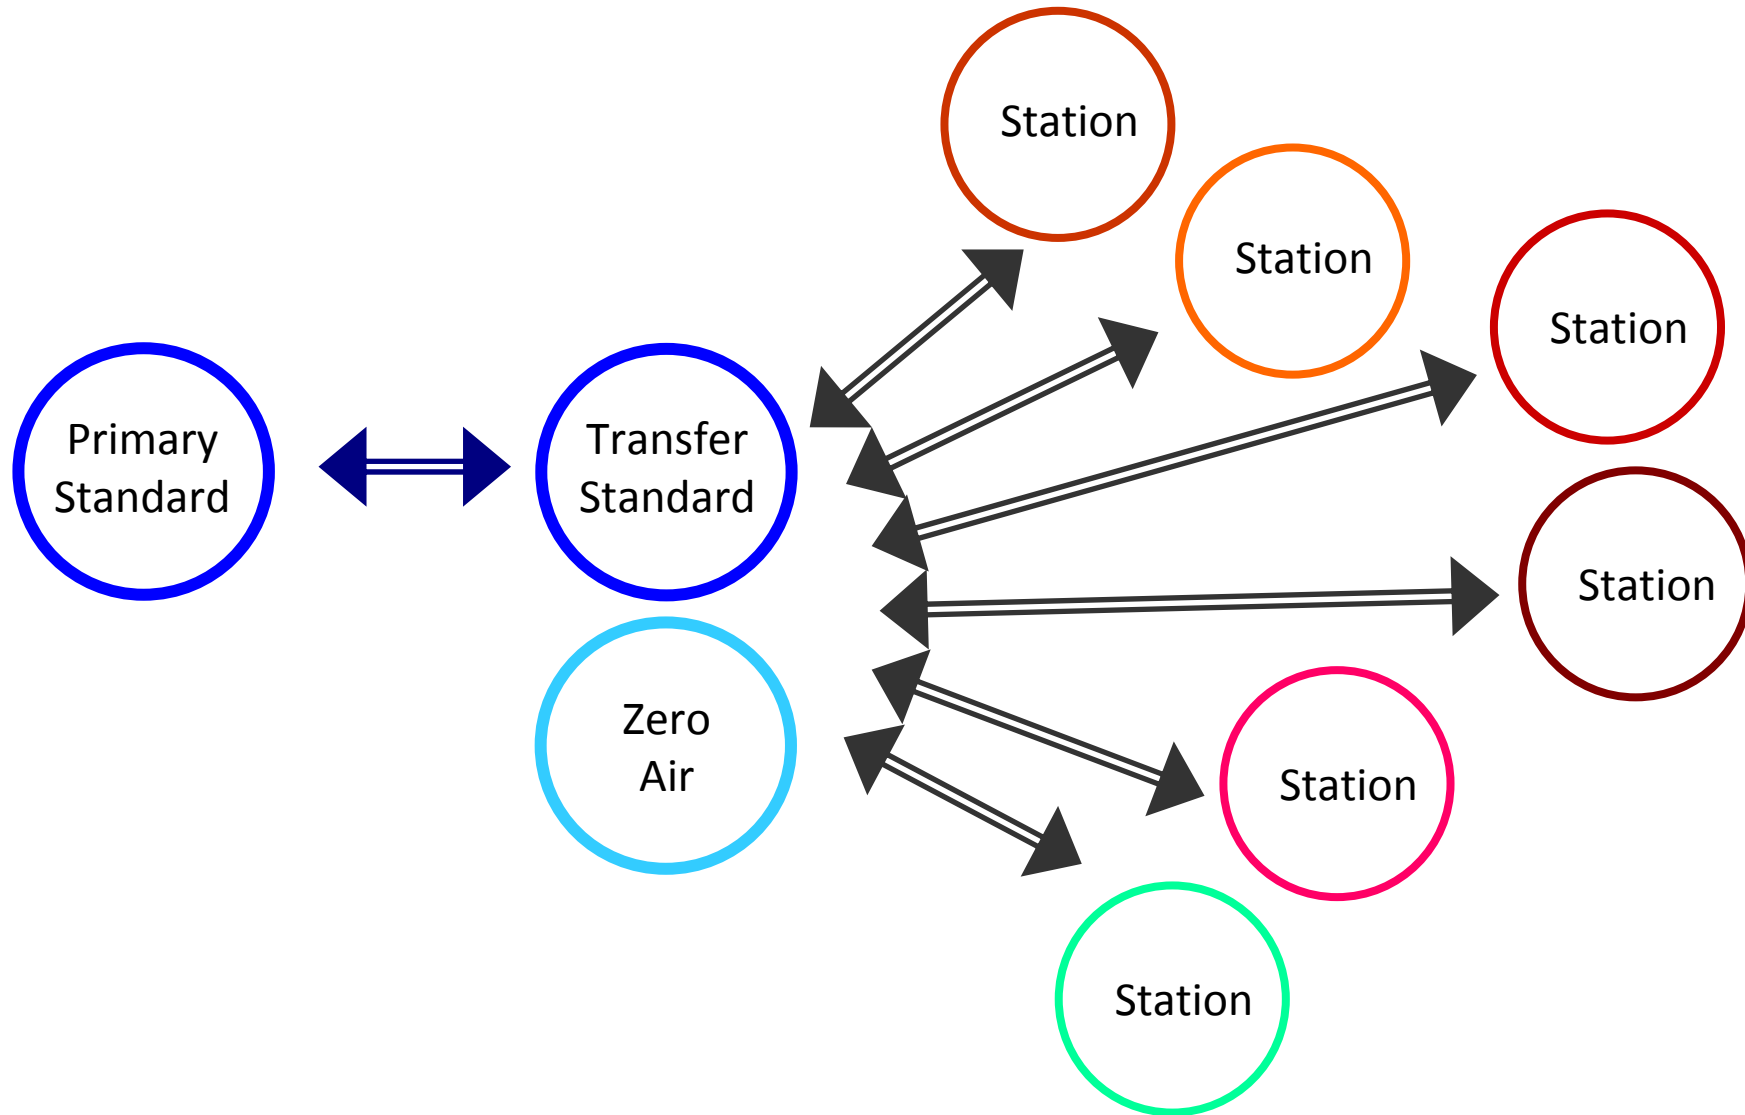 Primary
Standard
Transfer
Standard
Zero
Air
Station
Station
Station
Station
Station
Station